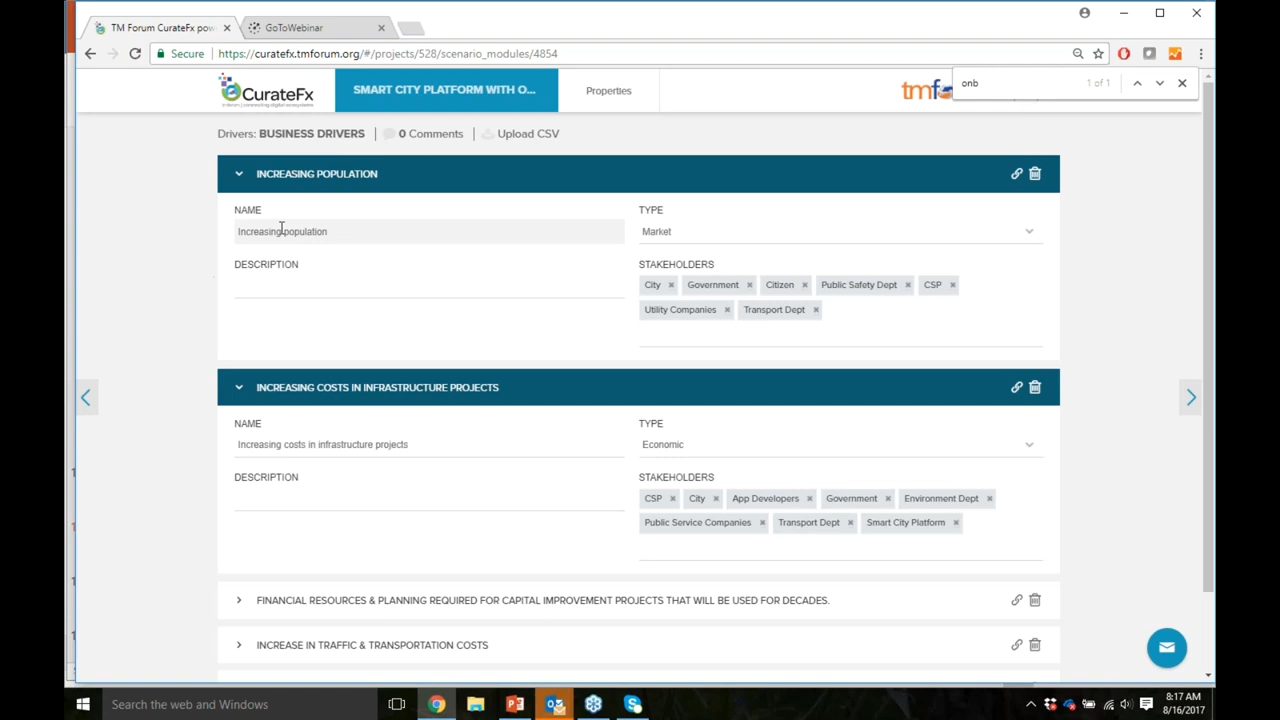 TM Forum CurateFx pow
GoToWebinar
Secure
https://curatefx.tmforum.org/#/projects/528/scenario_modules/4854
onb
1 of 1
CurateFx
SMART CITY PLATFORM WITH O...
Properties
tmf
Drivers: BUSINESS DRIVERS
0 Comments
Upload CSV
INCREASING POPULATION
NAME
TYPE
Increasing population
Market
DESCRIPTION
STAKEHOLDERS
City Government Citizen Public Safety Dept CSP
Utility Companies Transport Dept
INCREASING COSTS IN INFRASTRUCTURE PROJECTS
NAME
TYPE
Increasing costs in infrastructure projects
Economic
DESCRIPTION
STAKEHOLDERS
CSP City App Developers Government Environment Dept
Public Service Companies Transport Dept Smart City Platform
FINANCIAL RESOURCES & PLANNING REQUIRED FOR CAPITAL IMPROVEMENT PROJECTS THAT WILL BE USED FOR DECADES.
INCREASE IN TRAFFIC & TRANSPORTATION COSTS
Search the web and Windows
8:17 AM
8/16/2017